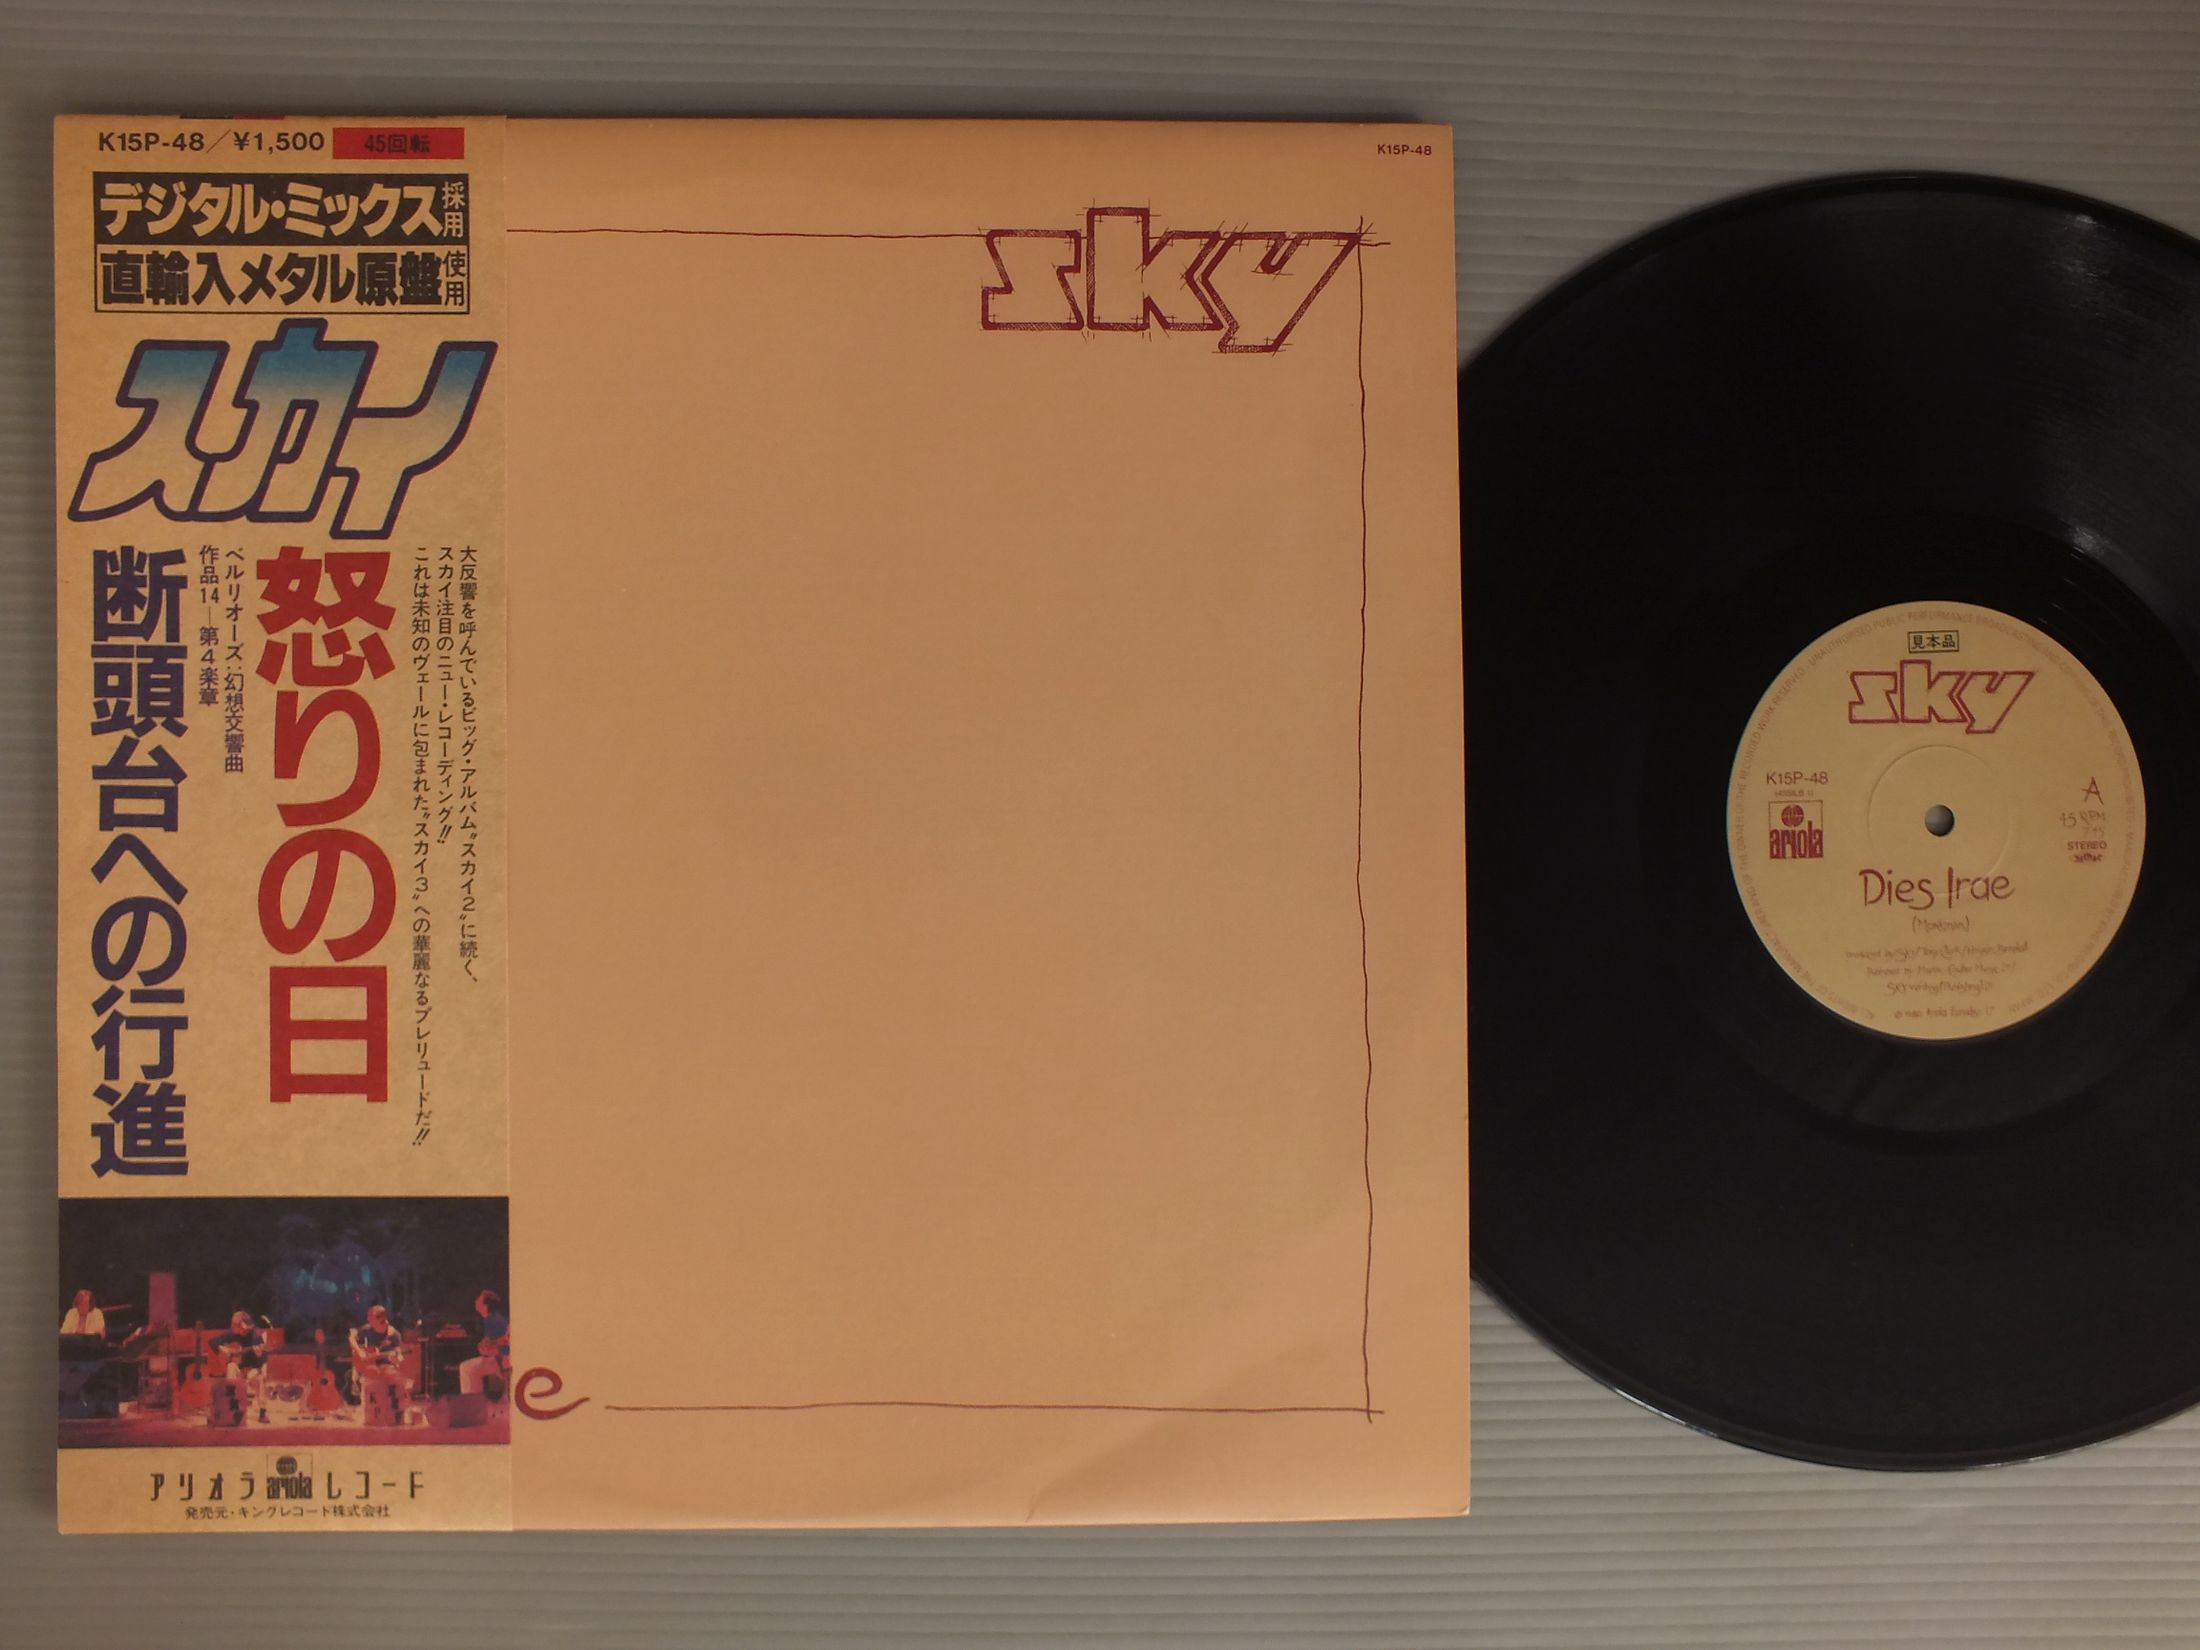 K15P-48/¥1,500 45回転
デジタル・ミックス採用
直輸入メタル原盤使用
スカイ
大反響を呼んでいるビッグ・アルバム“スカイ2”に続く、
スカイ注目のニュー・レコーディング!!
これは未知のヴェールに包まれた“スカイ3”への華麗なるプレリュードだ!!
怒りの日
ベルリオーズ:幻想交響曲
作品14―第4楽章
断頭台への行進
アリオラ ariola レコード
発売元・キングレコード株式会社
K15P-48
sky
e
見本品
sky
K15P-48
ariola
A
45 RPM
STEREO
Dies Irae
(Monkman)